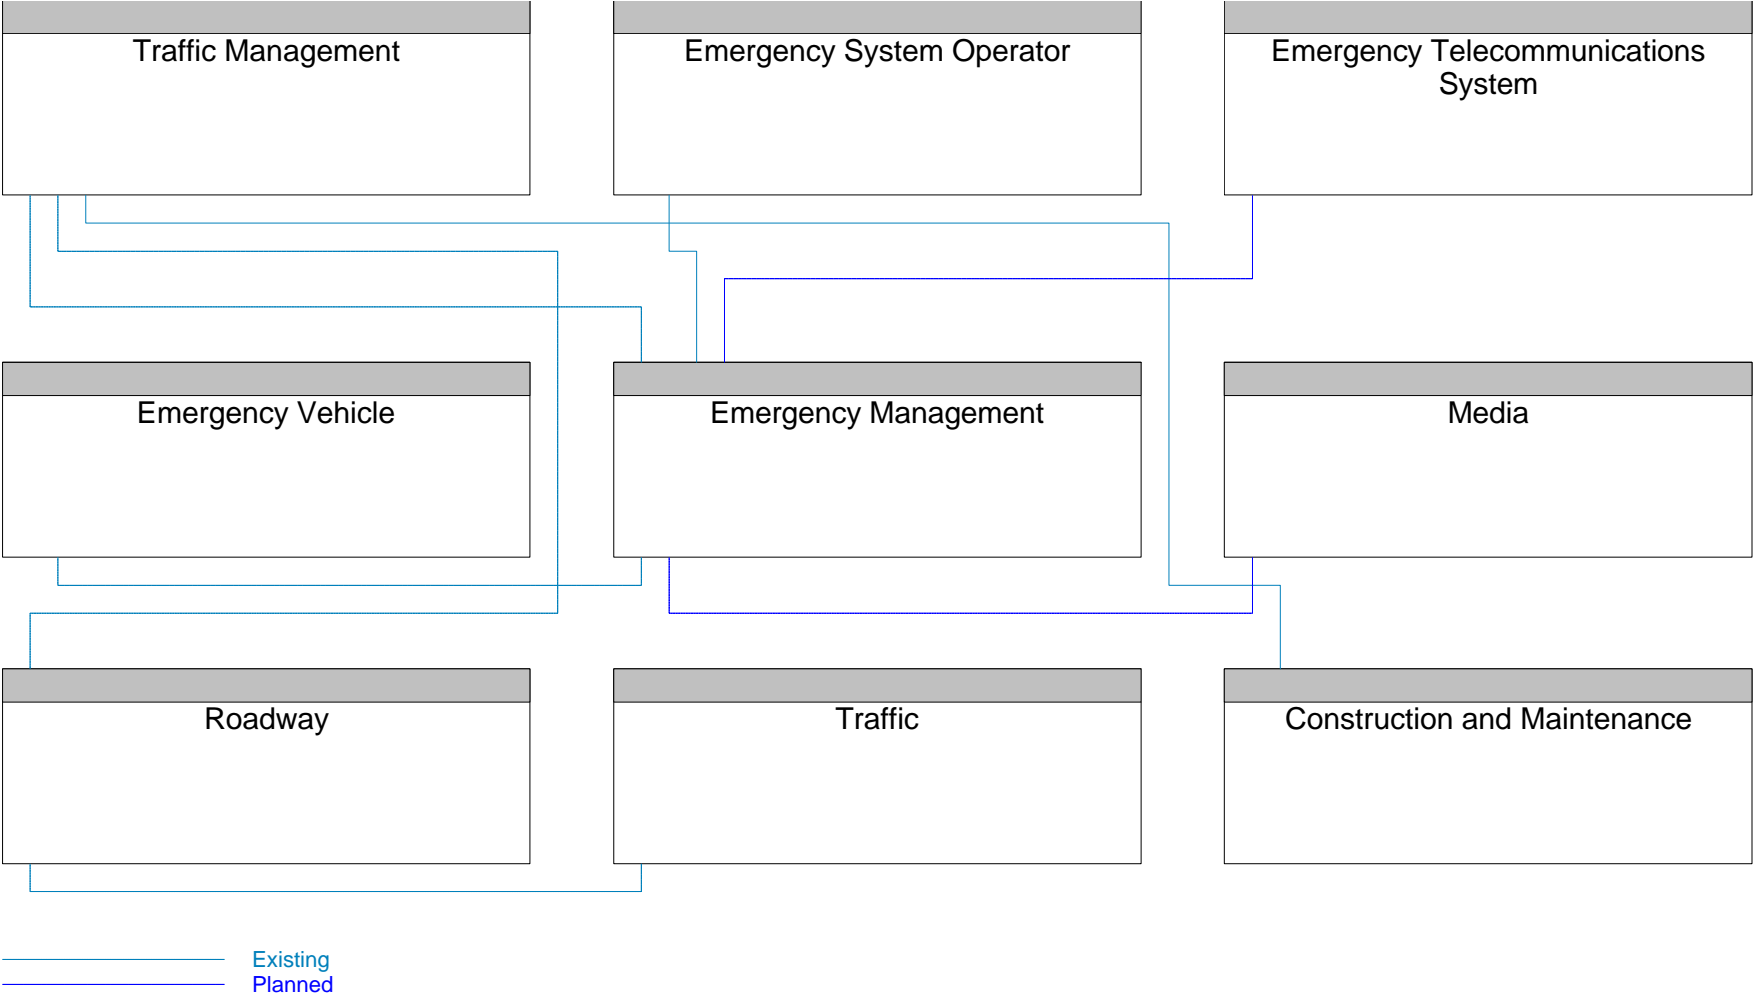 Traffic Management
Emergency System Operator
Emergency Telecommunications
System
Emergency Vehicle
Emergency Management
Media
Roadway
Traffic
Construction and Maintenance
Existing
Planned